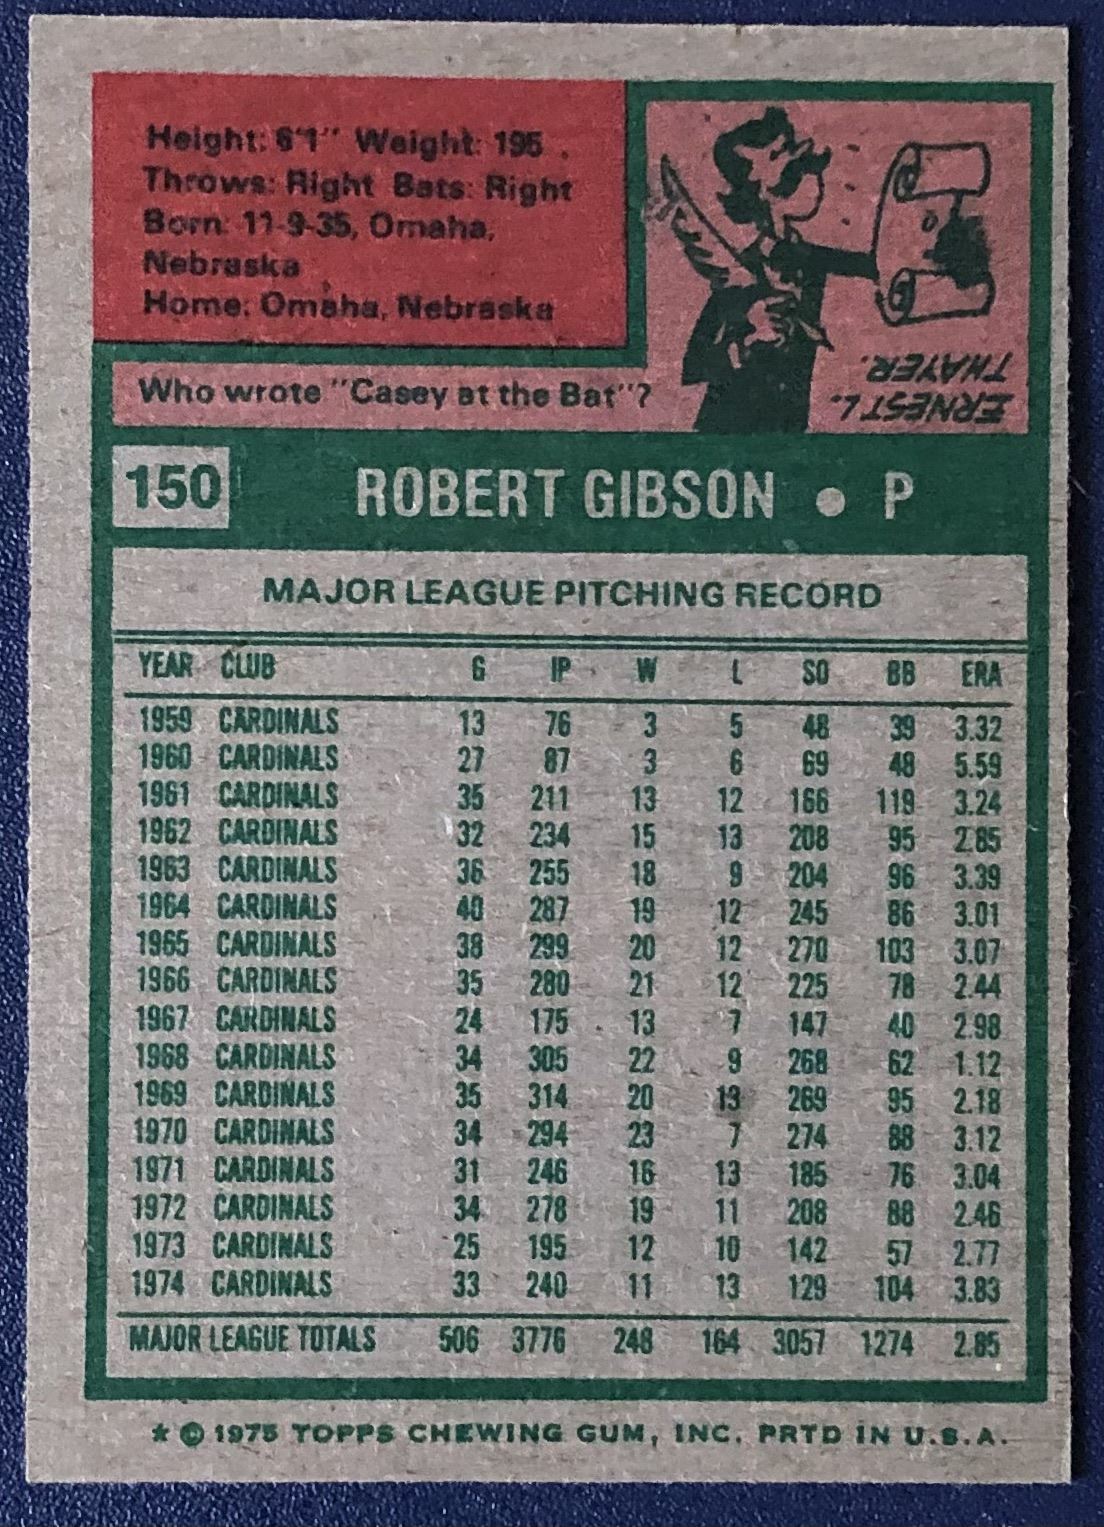 Height: 6'1" Weight: 195
Throws: Right Bats: Right
Born: 11-9-35, Omaha,
Nebraska
Home: Omaha, Nebraska
Who wrote "Casey at the Bat"?
ERNEST L.
THAYER.
150 ROBERT GIBSON • P
MAJOR LEAGUE PITCHING RECORD
YEAR CLUB G IP W L SO BB ERA
1959 CARDINALS 13 76 3 5 48 39 3.32
1960 CARDINALS 27 87 3 6 69 48 5.59
1961 CARDINALS 35 211 13 12 166 119 3.24
1962 CARDINALS 32 234 15 13 208 95 2.85
1963 CARDINALS 36 255 18 9 204 96 3.39
1964 CARDINALS 40 287 19 12 245 86 3.01
1965 CARDINALS 38 299 20 12 270 103 3.07
1966 CARDINALS 35 280 21 12 225 78 2.44
1967 CARDINALS 24 175 13 7 147 40 2.98
1968 CARDINALS 34 305 22 9 268 62 1.12
1969 CARDINALS 35 314 20 13 269 95 2.18
1970 CARDINALS 34 294 23 7 274 88 3.12
1971 CARDINALS 31 246 16 13 185 76 3.04
1972 CARDINALS 34 278 19 11 208 88 2.46
1973 CARDINALS 25 195 12 10 142 57 2.77
1974 CARDINALS 33 240 11 13 129 104 3.83
MAJOR LEAGUE TOTALS 506 3776 248 164 3057 1274 2.85
★ © 1975 TOPPS CHEWING GUM, INC. PRTD IN U.S.A.